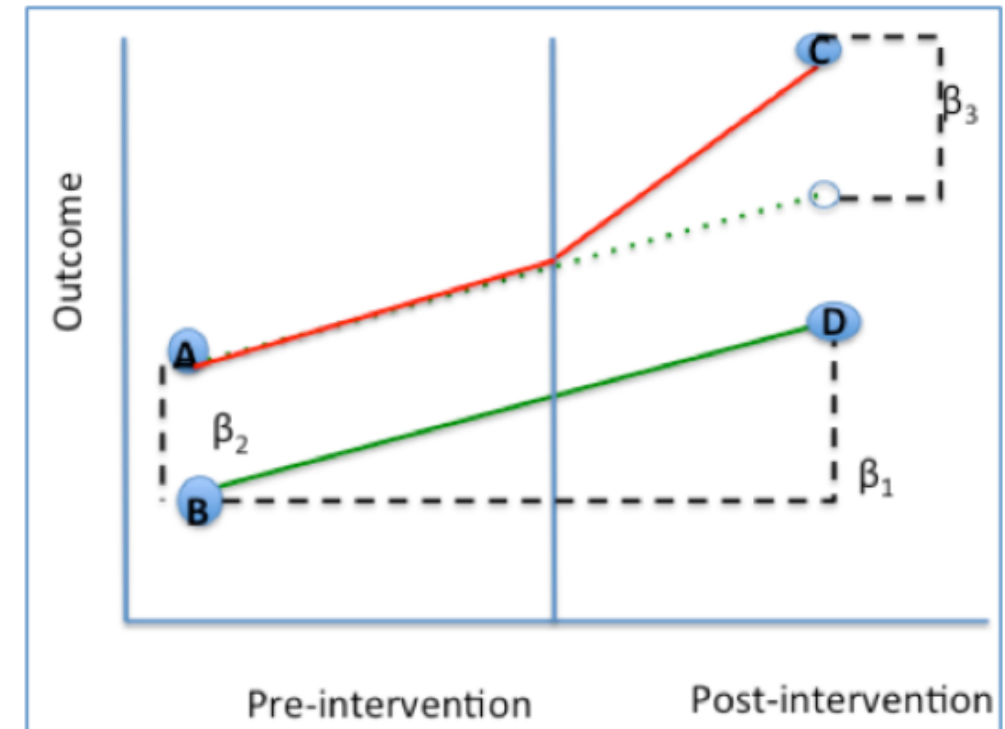 C
β₃
Outcome
D
A
β₂
β₁
B
Pre-intervention
Post-intervention